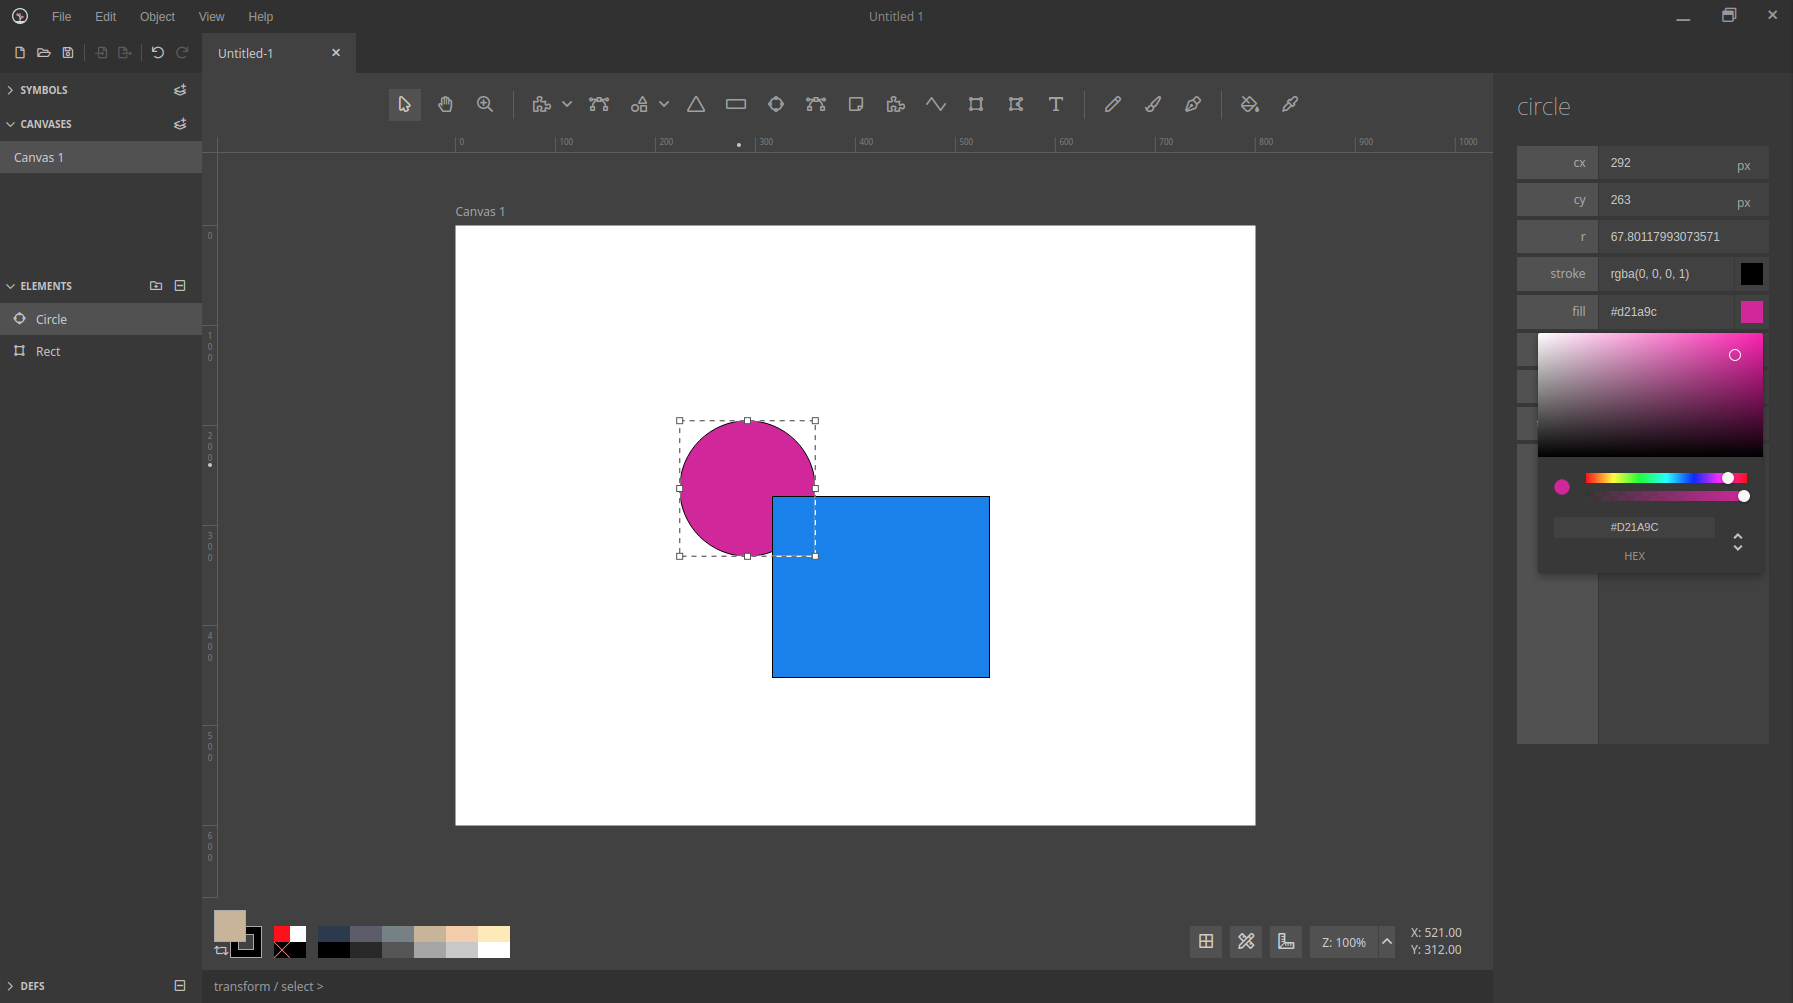 File Edit Object View Help
Untitled 1
Untitled-1
SYMBOLS
CANVASES
Canvas 1
ELEMENTS
Circle
Rect
DEFS
0 100 200 300 400 500 600 700 800 900 1000
Canvas 1
0
100
200
300
400
500
600
circle
cx 292 px
cy 263 px
r 67.80117993073571
stroke rgba(0, 0, 0, 1)
fill #d21a9c
#D21A9C
HEX
Z: 100%
X: 521.00
Y: 312.00
transform / select >